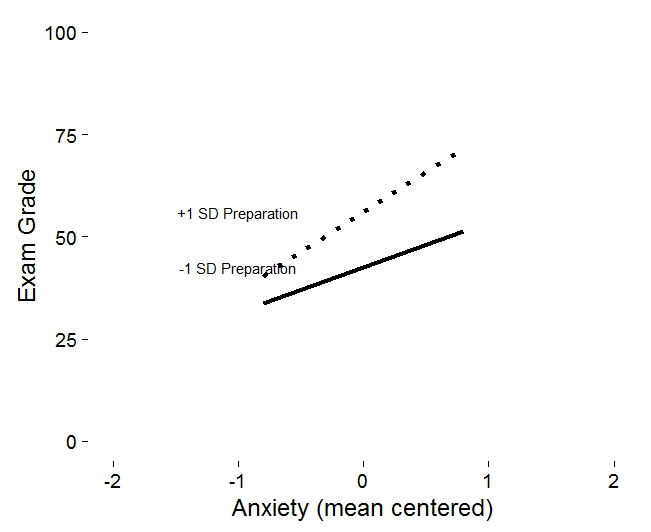 100
75
50
25
0
Exam Grade
+1 SD Preparation
-1 SD Preparation
-2
-1
0
1
2
Anxiety (mean centered)